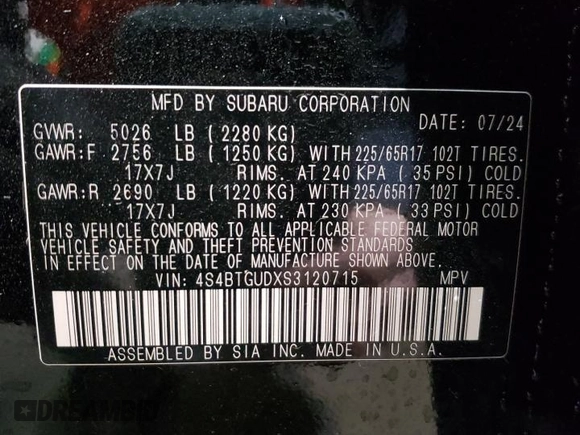 MFD BY SUBARU CORPORATION
DATE: 07/24
GVWR: 5026 LB (2280 KG)
GAWR:F 2756 LB (1250 KG) WITH 225/65R17 102T TIRES.
17X7J RIMS. AT 240 KPA (35 PSI) COLD
GAWR:R 2690 LB (1220 KG) WITH 225/65R17 102T TIRES.
17X7J RIMS. AT 230 KPA (33 PSI) COLD
THIS VEHICLE CONFORMS TO ALL APPLICABLE FEDERAL MOTOR
VEHICLE SAFETY AND THEFT PREVENTION STANDARDS
IN EFFECT ON THE DATE OF MANUFACTURE SHOWN ABOVE.
VIN: 4S4BTGUDXS3120715 MPV
ASSEMBLED BY SIA INC. MADE IN U.S.A.
DREAMBID